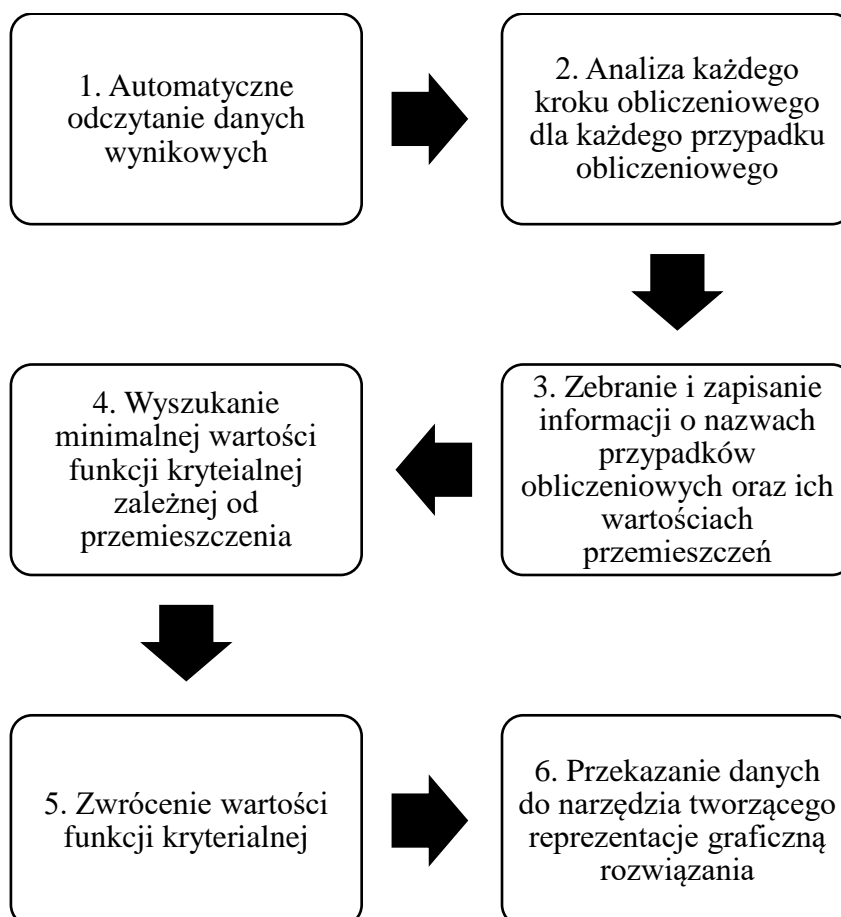 1. Automatyczne
odczytanie danych
wynikowych
2. Analiza każdego
kroku obliczeniowego
dla każdego przypadku
obliczeniowego
3. Zebranie i zapisanie
informacji o nazwach
przypadków
obliczeniowych oraz ich
wartościach
przemieszczeń
4. Wyszukanie
minimalnej wartości
funkcji kryteialnej
zależnej od
przemieszczenia
5. Zwrócenie wartości
funkcji kryterialnej
6. Przekazanie danych
do narzędzia tworzącego
reprezentacje graficzną
rozwiązania